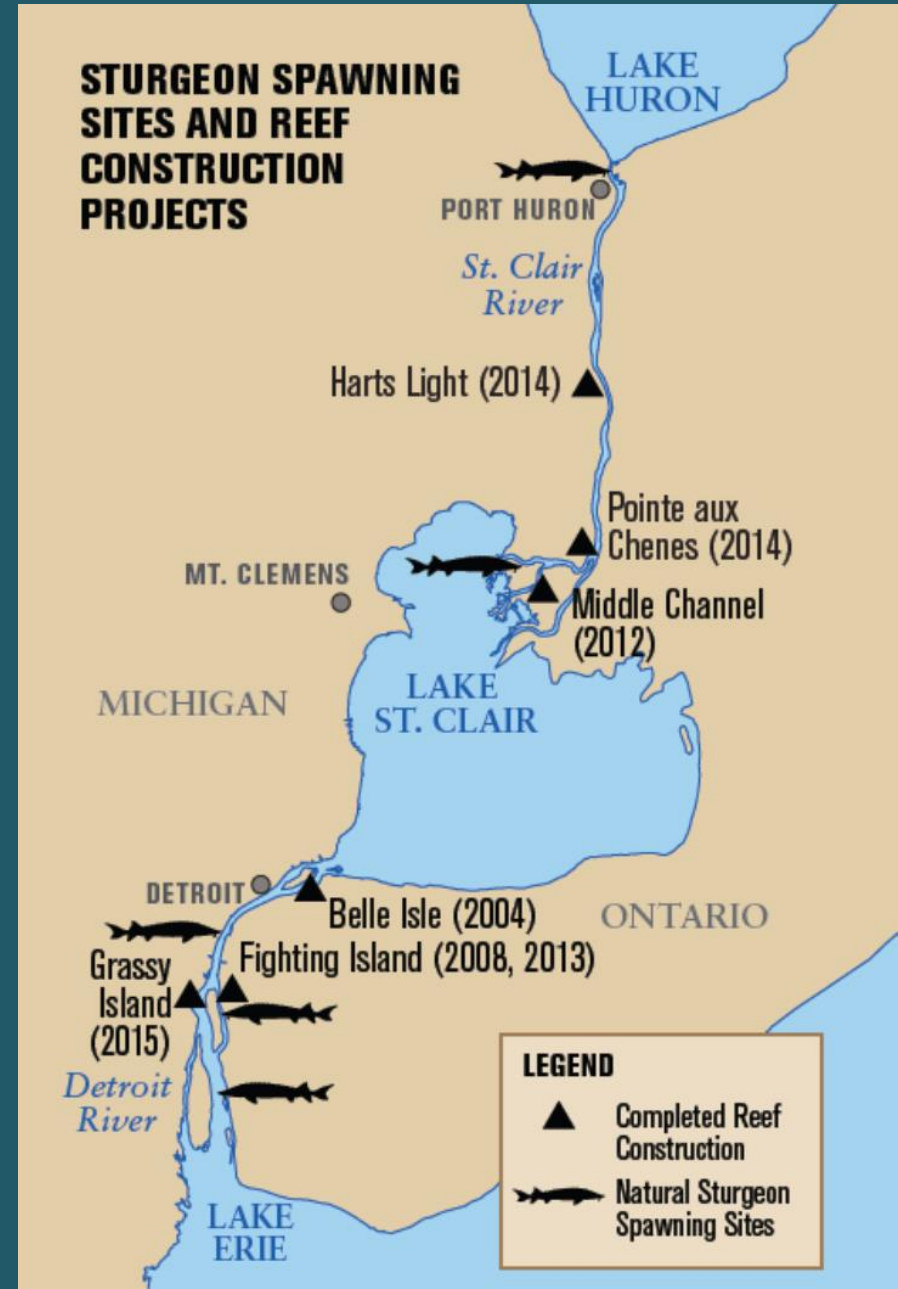 STURGEON SPAWNING
SITES AND REEF
CONSTRUCTION
PROJECTS
LAKE
HURON
PORT HURON
St. Clair
River
Harts Light (2014)
Pointe aux
Chenes (2014)
MT. CLEMENS
Middle Channel
(2012)
MICHIGAN
LAKE
ST. CLAIR
DETROIT
Belle Isle (2004)
ONTARIO
Fighting Island (2008, 2013)
Grassy
Island
(2015)
Detroit
River
LAKE
ERIE
LEGEND
Completed Reef
Construction
Natural Sturgeon
Spawning Sites